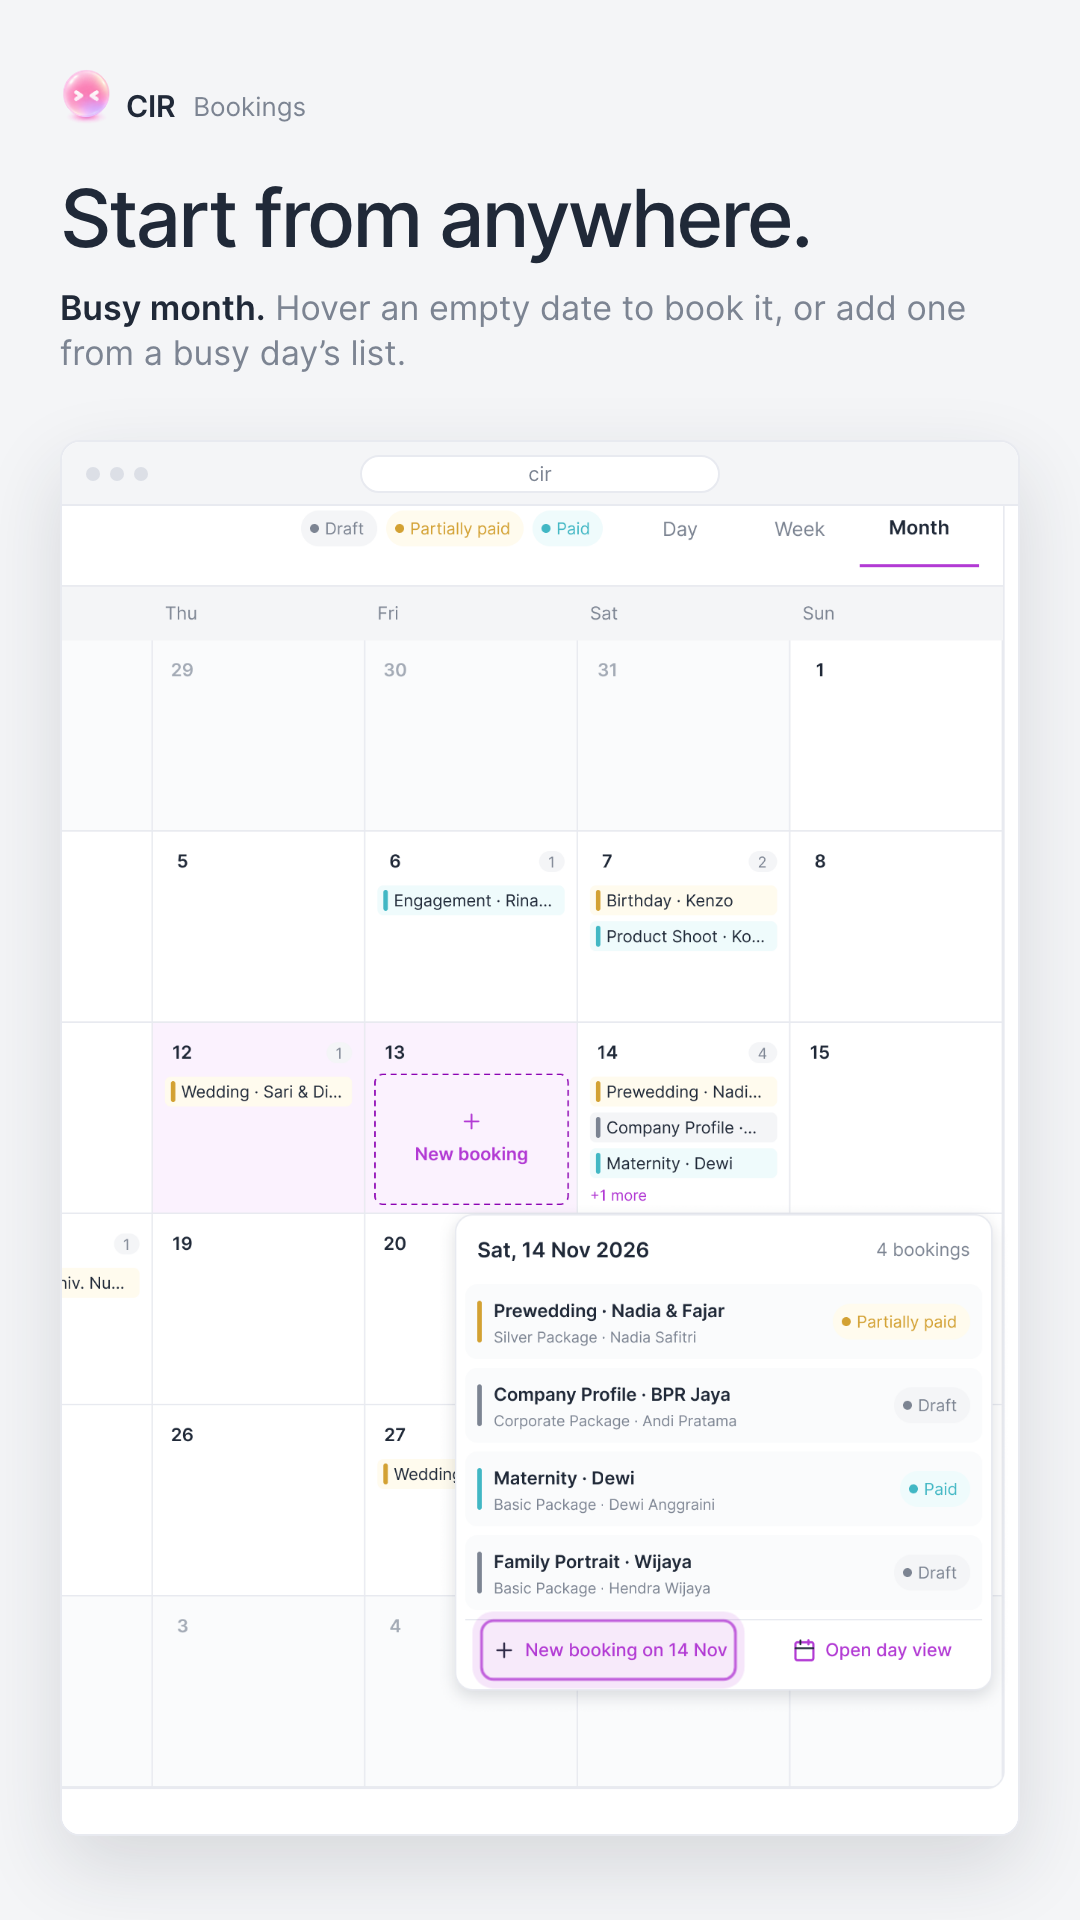 CIR Bookings
Start from anywhere.
Busy month. Hover an empty date to book it, or add one
from a busy day’s list.
cir
Draft Partially paid Paid Day Week Month
Thu Fri Sat Sun
29 30 31 1
5 6 1 7 2 8
Engagement · Rina... Birthday · Kenzo
Product Shoot · Ko...
12 1 13 14 4 15
Wedding · Sari & Di... Prewedding · Nadi...
Company Profile ·...
New booking
Maternity · Dewi
+1 more
1 19 20
niv. Nu...
Sat, 14 Nov 2026 4 bookings
Prewedding · Nadia & Fajar
Silver Package · Nadia Safitri
Partially paid
Company Profile · BPR Jaya
Corporate Package · Andi Pratama
Draft
26 27
Wedding
Maternity · Dewi
Basic Package · Dewi Anggraini
Paid
Family Portrait · Wijaya
Basic Package · Hendra Wijaya
Draft
3 4
New booking on 14 Nov Open day view